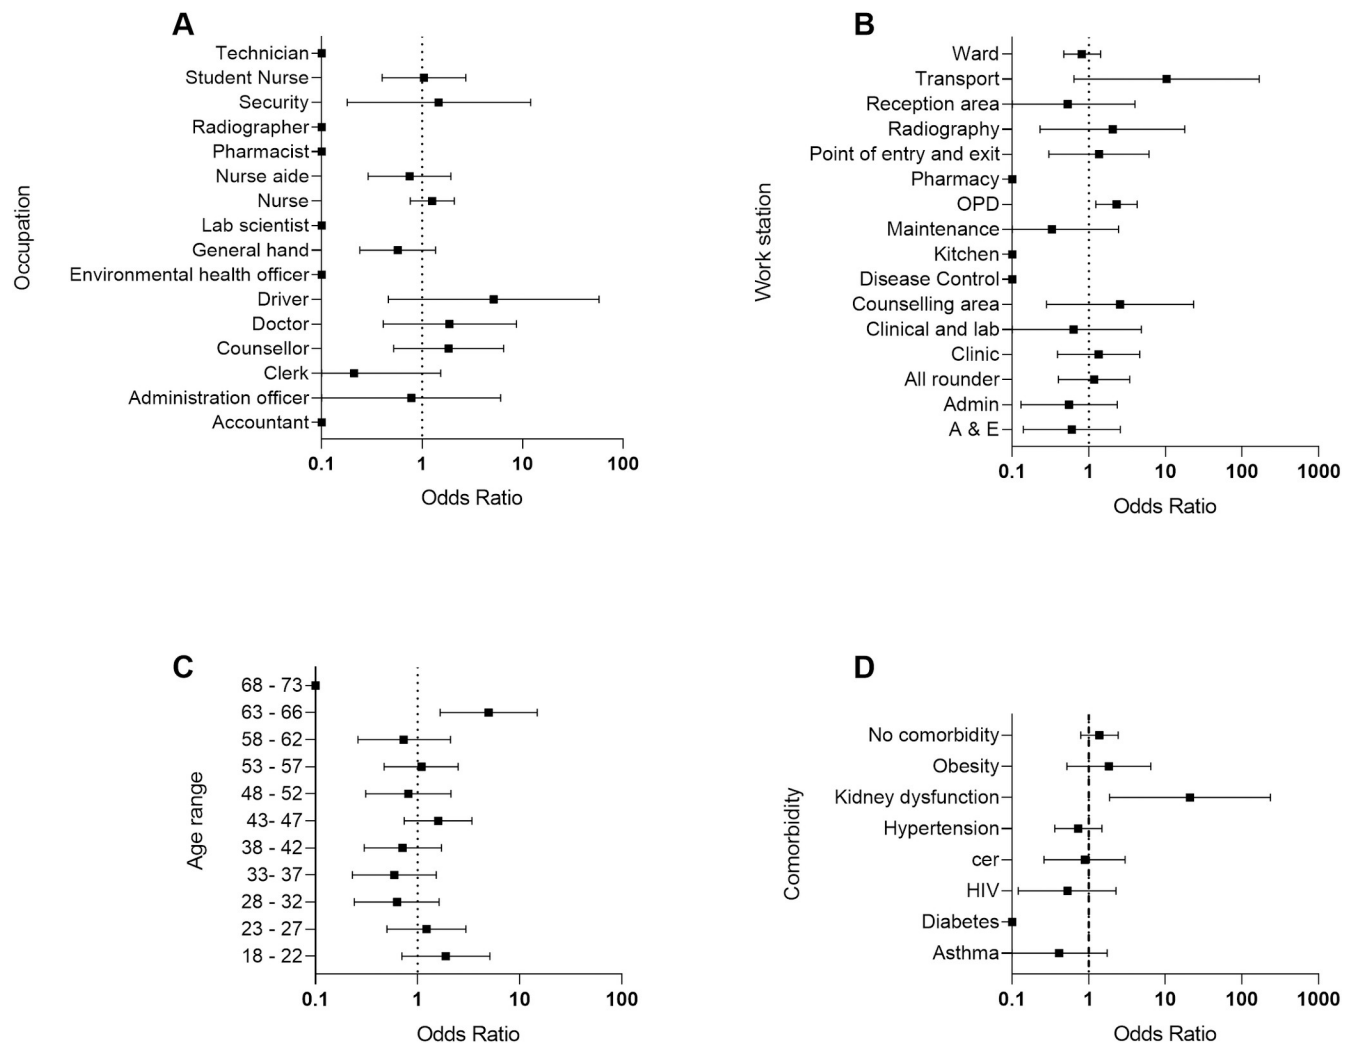 A
Occupation
Technician
Student Nurse
Security
Radiographer
Pharmacist
Nurse aide
Nurse
Lab scientist
General hand
Environmental health officer
Driver
Doctor
Counsellor
Clerk
Administration officer
Accountant
0.1 1 10 100
Odds Ratio
B
Work station
Ward
Transport
Reception area
Radiography
Point of entry and exit
Pharmacy
OPD
Maintenance
Kitchen
Disease Control
Counselling area
Clinical and lab
Clinic
All rounder
Admin
A & E
0.1 1 10 100 1000
Odds Ratio
C
Age range
68 - 73
63 - 66
58 - 62
53 - 57
48 - 52
43- 47
38 - 42
33- 37
28 - 32
23 - 27
18 - 22
0.1 1 10 100
Odds Ratio
D
Comorbidity
No comorbidity
Obesity
Kidney dysfunction
Hypertension
cer
HIV
Diabetes
Asthma
0.1 1 10 100 1000
Odds Ratio